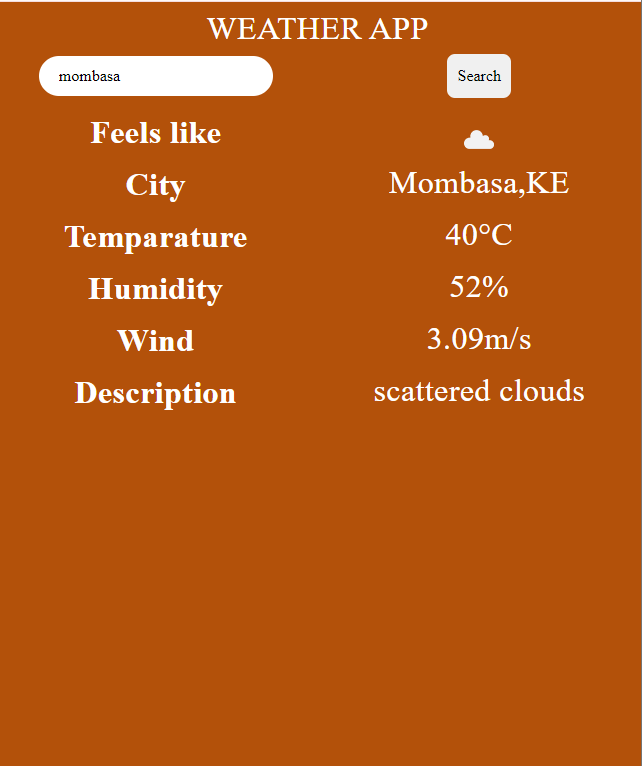 WEATHER APP
mombasa Search
Feels like
City Mombasa,KE
Temparature 40°C
Humidity 52%
Wind 3.09m/s
Description scattered clouds